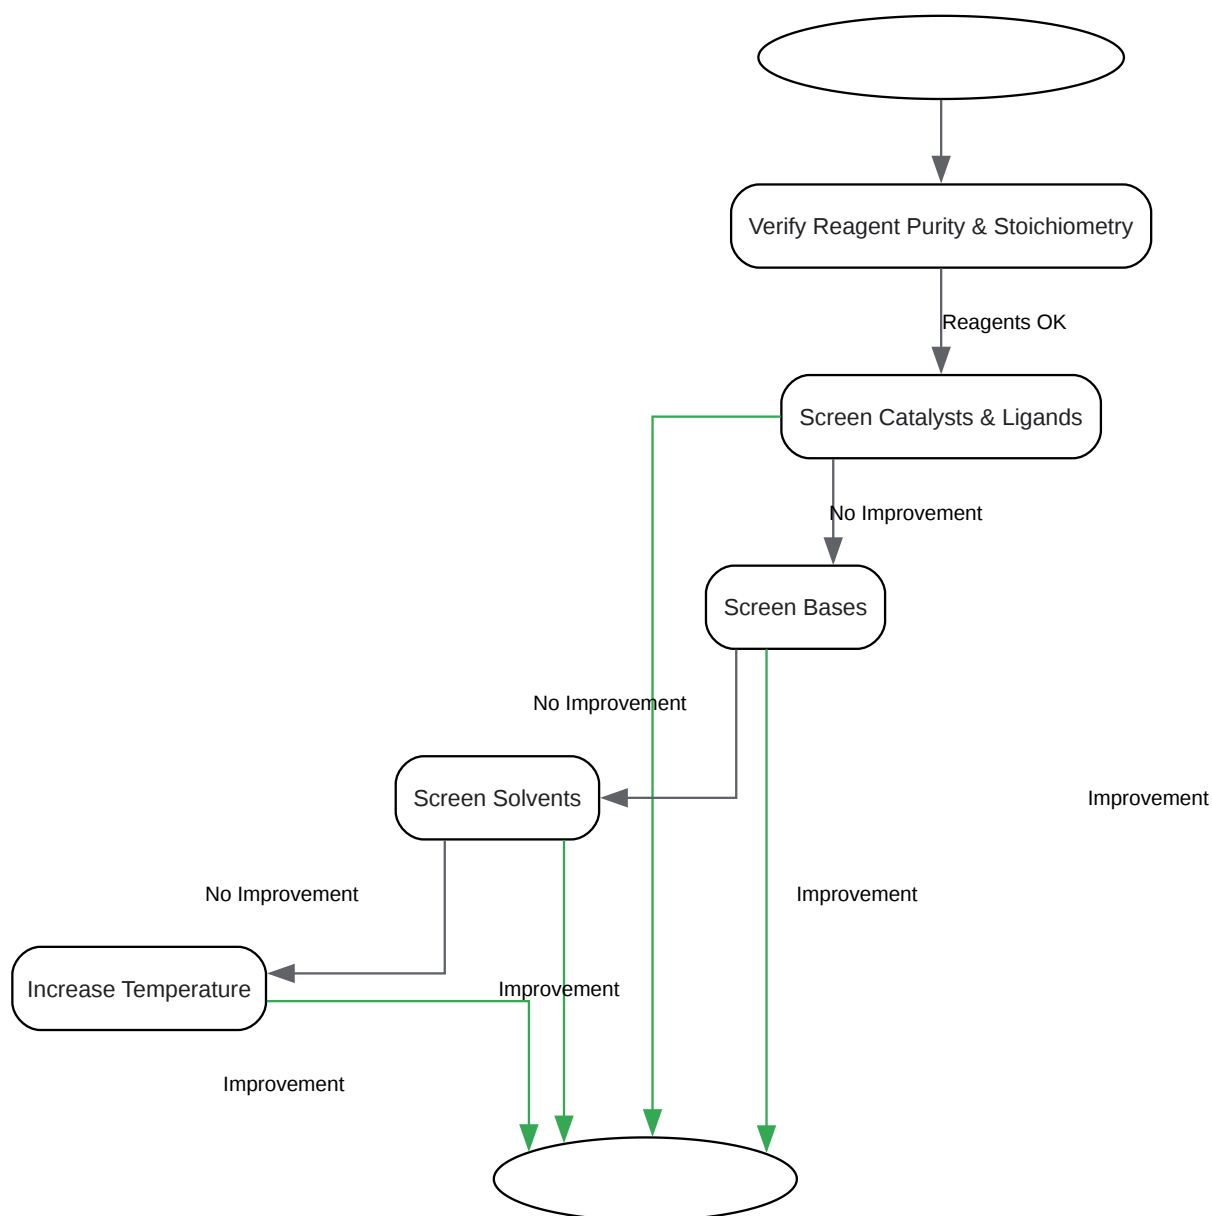 Verify Reagent Purity & Stoichiometry
Reagents OK
Screen Catalysts & Ligands
No Improvement
Screen Bases
No Improvement
Screen Solvents
Improvement
No Improvement
Improvement
Increase Temperature
Improvement
Improvement